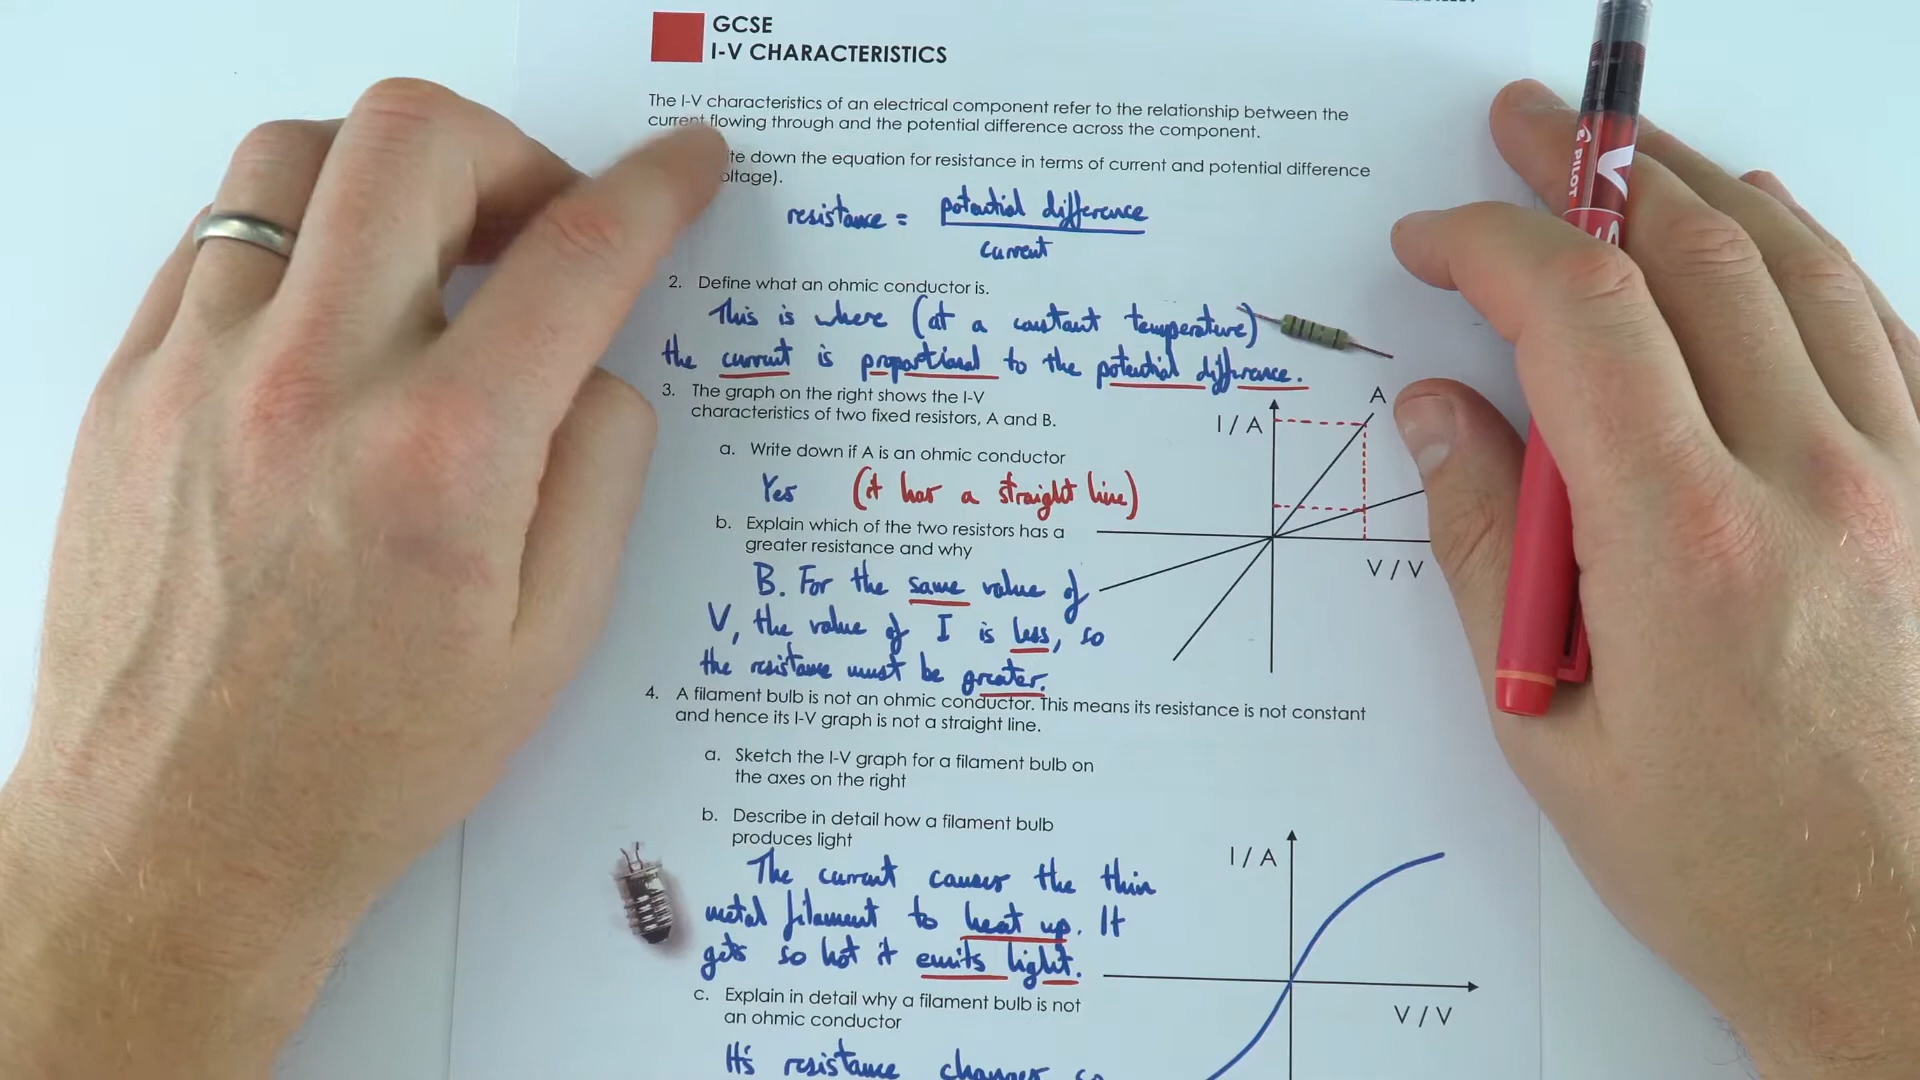 GCSE
I-V CHARACTERISTICS
The I-V characteristics of an electrical component refer to the relationship between the
current flowing through and the potential difference across the component.
down the equation for resistance in terms of current and potential difference
resistance = potential difference
current
2. Define what an ohmic conductor is.
This is where (at a constant temperature)
the current is proportional to the potential difference.
3. The graph on the right shows the I-V
characteristics of two fixed resistors, A and B.
A
I / A
a. Write down if A is an ohmic conductor
Yes (it has a straight line)
b. Explain which of the two resistors has a
greater resistance and why
V / V
B. For the same value of
V, the value of I is less, so
the resistance must be greater.
4. A filament bulb is not an ohmic conductor. This means its resistance is not constant
and hence its I-V graph is not a straight line.
a. Sketch the I-V graph for a filament bulb on
the axes on the right
b. Describe in detail how a filament bulb
produces light
I / A
The current causes the thin
metal filament to heat up. It
gets so hot it emits light.
c. Explain in detail why a filament bulb is not
an ohmic conductor
V / V
It's resistance changes so
PILOT
V